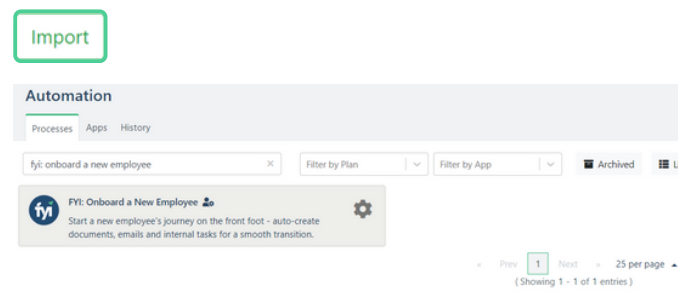 Import
Automation
Processes Apps History
fyi: onboard a new employee × Filter by Plan Filter by App Archived
fyi FYI: Onboard a New Employee
Start a new employee's journey on the front foot - auto-create
documents, emails and internal tasks for a smooth transition.
« Prev 1 Next » 25 per page
( Showing 1 - 1 of 1 entries )